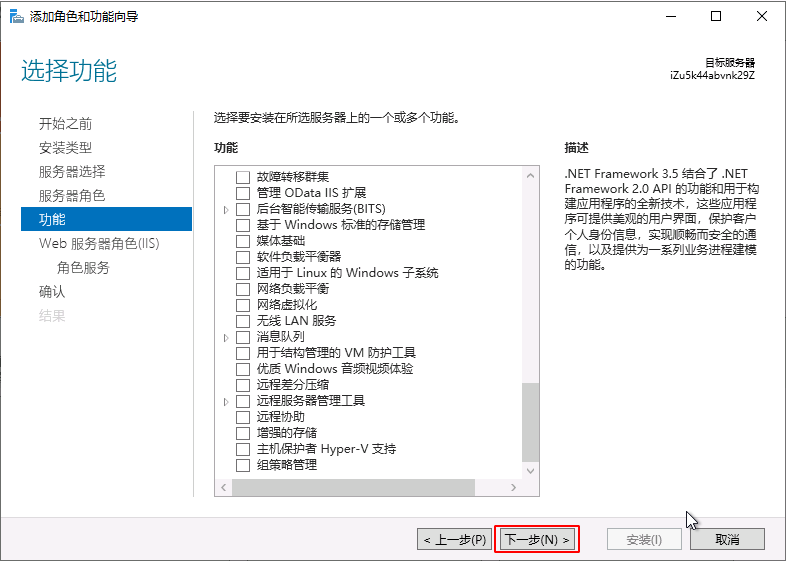 添加角色和功能向导
选择功能
目标服务器
iZu5k44abvnk29Z
开始之前
安装类型
服务器选择
服务器角色
功能
Web 服务器角色(IIS)
角色服务
确认
结果
选择要安装在所选服务器上的一个或多个功能。
功能
故障转移群集
管理 OData IIS 扩展
后台智能传输服务(BITS)
基于 Windows 标准的存储管理
媒体基础
软件负载平衡器
适用于 Linux 的 Windows 子系统
网络负载平衡
网络虚拟化
无线 LAN 服务
消息队列
用于结构管理的 VM 防护工具
优质 Windows 音频视频体验
远程差分压缩
远程服务器管理工具
远程协助
增强的存储
主机保护者 Hyper-V 支持
组策略管理
描述
.NET Framework 3.5 结合了 .NET
Framework 2.0 API 的功能和用于构
建应用程序的全新技术，这些应用程
序可提供美观的用户界面，保护客户
个人身份信息，实现顺畅而安全的通
信，以及提供为一系列业务进程建模
的功能。
< 上一步(P)
下一步(N) >
安装(I)
取消